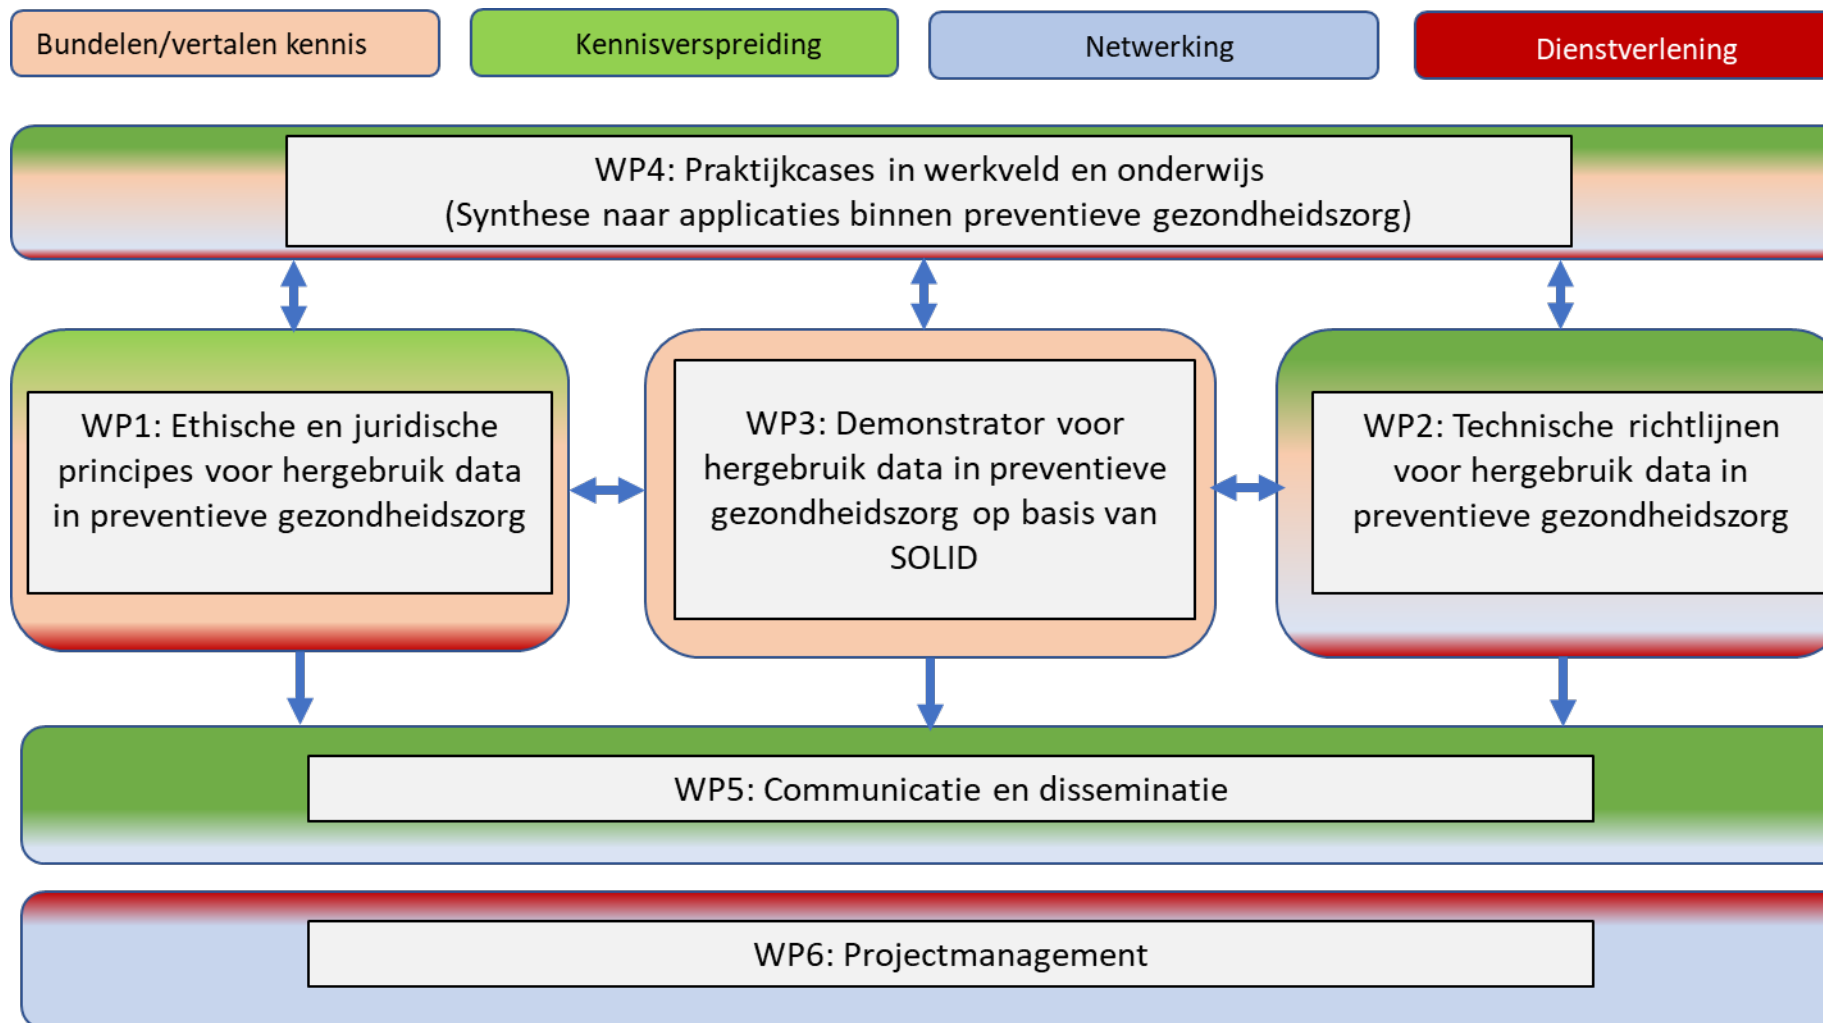 Bundelen/vertalen kennis
Kennisverspreiding
Netwerking
Dienstverlening
WP4: Praktijkcases in werkveld en onderwijs
(Synthese naar applicaties binnen preventieve gezondheidszorg)
WP1: Ethische en juridische
principes voor hergebruik data
in preventieve gezondheidszorg
WP3: Demonstrator voor
hergebruik data in preventieve
gezondheidszorg op basis van
SOLID
WP2: Technische richtlijnen
voor hergebruik data in
preventieve gezondheidszorg
WP5: Communicatie en disseminatie
WP6: Projectmanagement